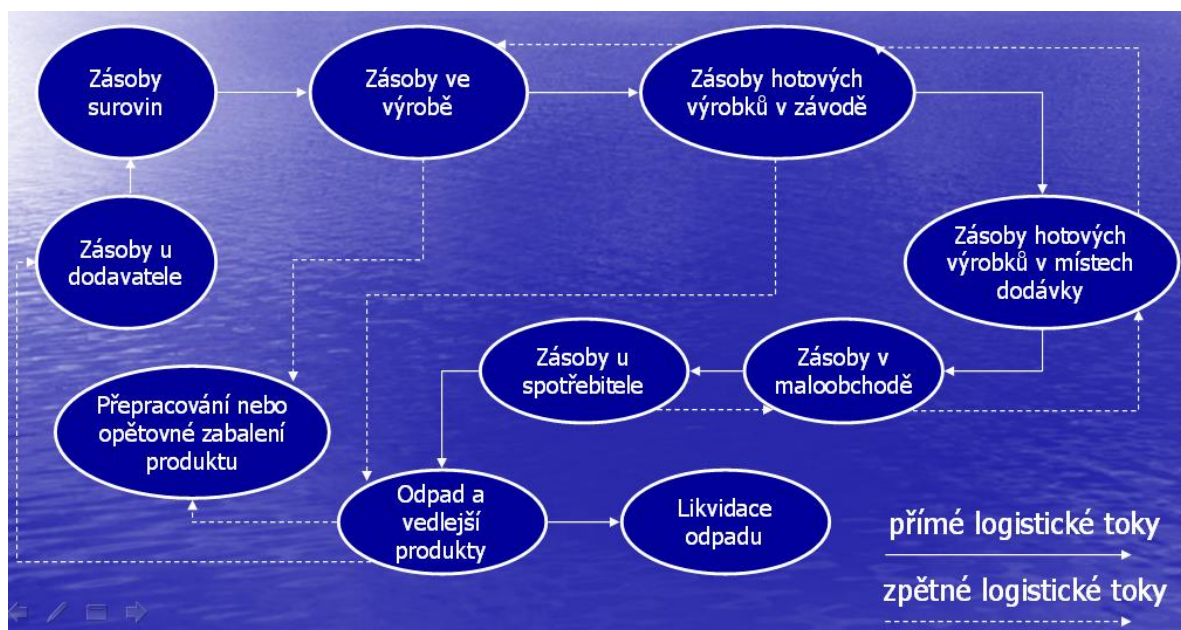 Zásoby
surovin
Zásoby ve
výrobě
Zásoby hotových
výrobků v závodě
Zásoby u
dodavatele
Zásoby hotových
výrobků v místech
dodávky
Zásoby u
spotřebitele
Zásoby v
maloobchodě
Přepracování nebo
opětovné zabalení
produktu
Odpad a
vedlejší
produkty
Likvidace
odpadu
přímé logistické toky
zpětné logistické toky